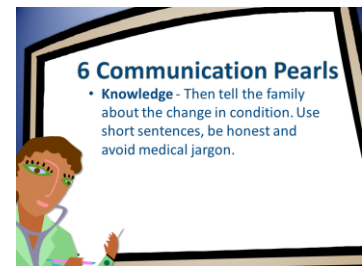 6 Communication Pearls
• Knowledge - Then tell the family
about the change in condition. Use
short sentences, be honest and
avoid medical jargon.